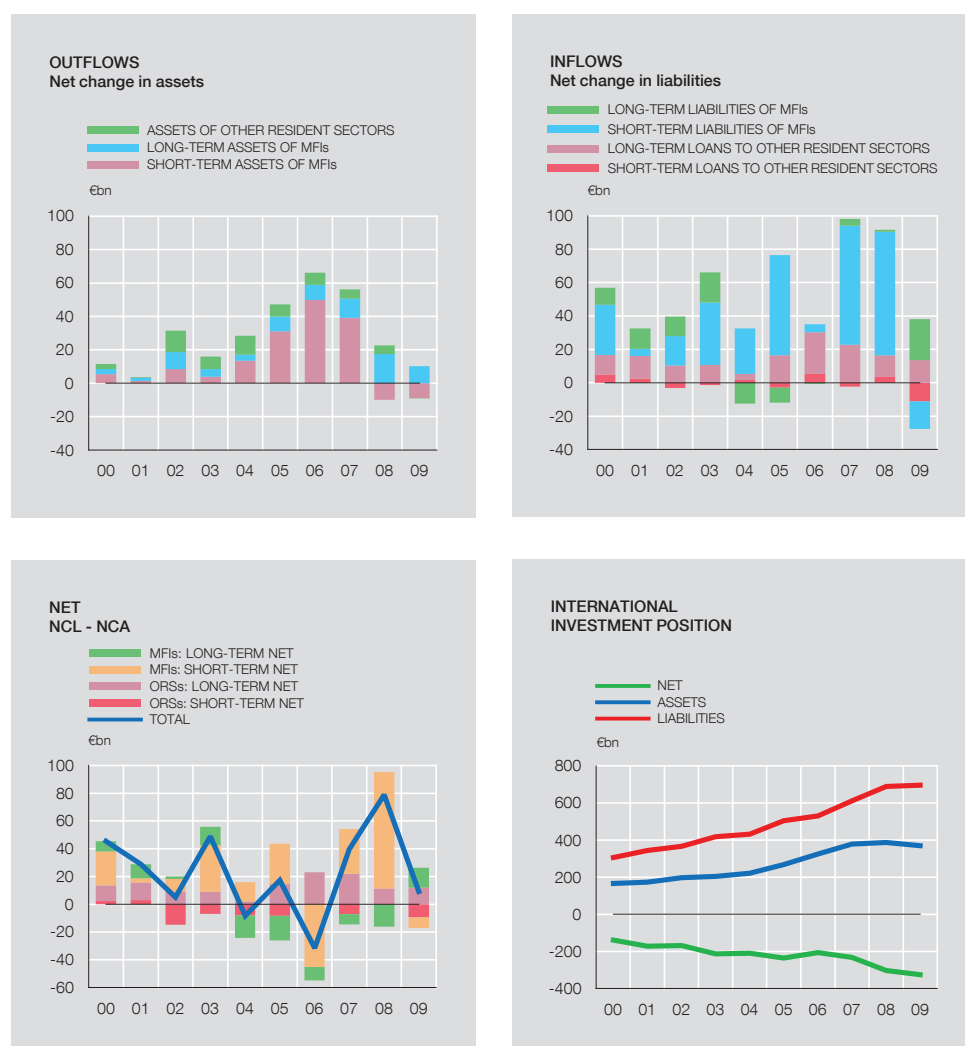 OUTFLOWS
Net change in assets
ASSETS OF OTHER RESIDENT SECTORS
LONG-TERM ASSETS OF MFIs
SHORT-TERM ASSETS OF MFIs
€bn
100
80
60
40
20
0
-20
-40
00 01 02 03 04 05 06 07 08 09
INFLOWS
Net change in liabilities
LONG-TERM LIABILITIES OF MFIs
SHORT-TERM LIABILITIES OF MFIs
LONG-TERM LOANS TO OTHER RESIDENT SECTORS
SHORT-TERM LOANS TO OTHER RESIDENT SECTORS
€bn
100
80
60
40
20
0
-20
-40
00 01 02 03 04 05 06 07 08 09
NET
NCL - NCA
MFIs: LONG-TERM NET
MFIs: SHORT-TERM NET
ORSs: LONG-TERM NET
ORSs: SHORT-TERM NET
TOTAL
€bn
100
80
60
40
20
0
-20
-40
-60
00 01 02 03 04 05 06 07 08 09
INTERNATIONAL
INVESTMENT POSITION
NET
ASSETS
LIABILITIES
€bn
800
600
400
200
0
-200
-400
00 01 02 03 04 05 06 07 08 09